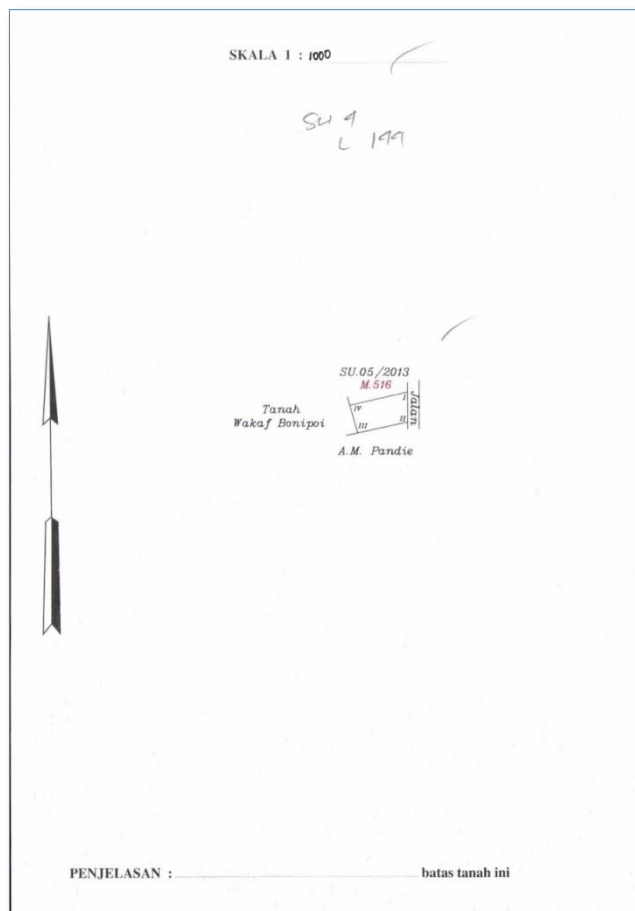 SKALA 1 : 1000
SU 9
L 199
SU.05/2013
M.516
I
Jalan
IV
Tanah
Wakaf Bonipoi
II
III
A.M. Pandie
PENJELASAN : batas tanah ini